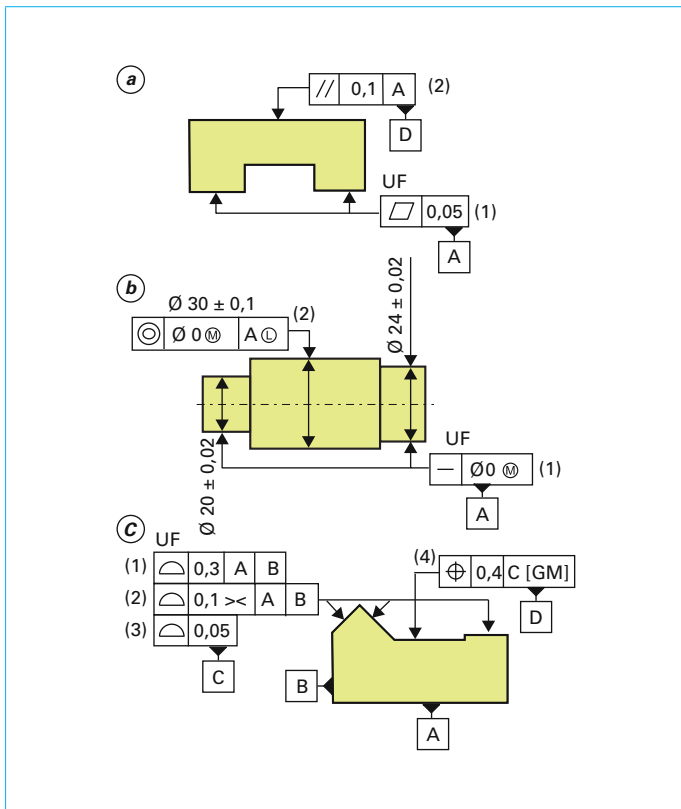 a
// 0,1 A (2)
D
UF
⏥ 0,05 (1)
A
b
Ø 30 ± 0,1
(2)
◎ Ø 0 Ⓜ A Ⓛ
Ø 24 ± 0,02
Ø 20 ± 0,02
UF
— Ø0 Ⓜ (1)
A
C
UF
(1) ⌓ 0,3 A B
(2) ⌓ 0,1 >< A B
(3) ⌓ 0,05
C
(4) ⌖ 0,4 C [GM]
D
B
A